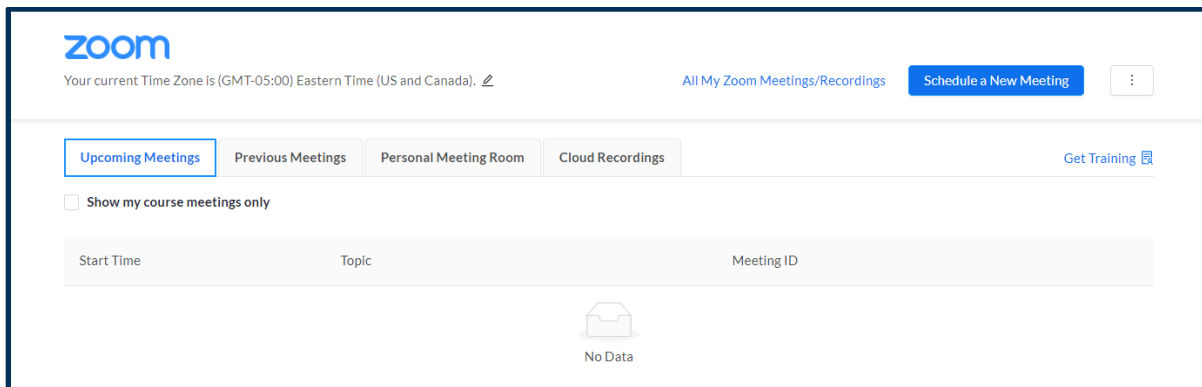 zoom
Your current Time Zone is (GMT-05:00) Eastern Time (US and Canada).
All My Zoom Meetings/Recordings
Schedule a New Meeting
Upcoming Meetings
Previous Meetings
Personal Meeting Room
Cloud Recordings
Get Training
Show my course meetings only
Start Time
Topic
Meeting ID
No Data